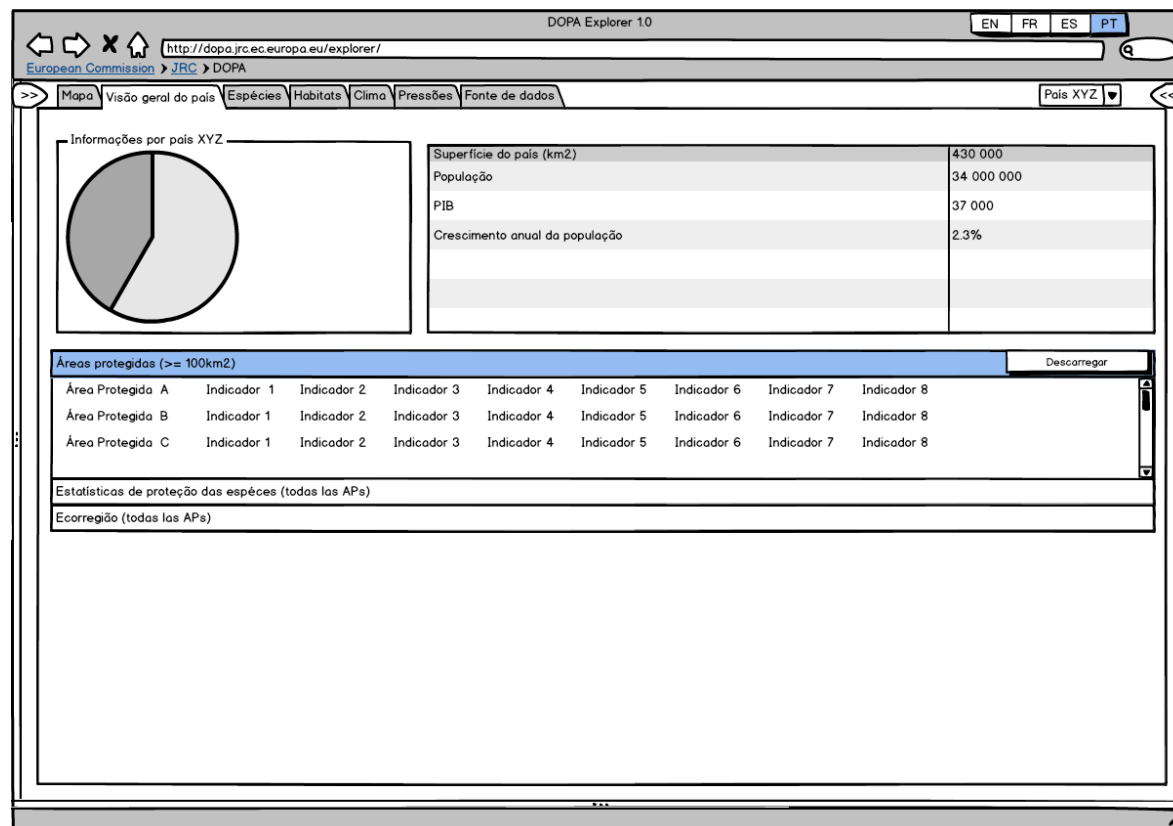 DOPA Explorer 1.0
EN FR ES PT
http://dopa.jrc.ec.europa.eu/explorer/
European Commission > JRC > DOPA
>> Mapa Visão geral do país Espécies Habitats Clima Pressões Fonte de dados País XYZ <<
Informações por país XYZ
Superfície do país (km2) 430 000
População 34 000 000
PIB 37 000
Crescimento anual da população 2.3%
Áreas protegidas (>= 100km2) Descarregar
Área Protegida A Indicador 1 Indicador 2 Indicador 3 Indicador 4 Indicador 5 Indicador 6 Indicador 7 Indicador 8
Área Protegida B Indicador 1 Indicador 2 Indicador 3 Indicador 4 Indicador 5 Indicador 6 Indicador 7 Indicador 8
Área Protegida C Indicador 1 Indicador 2 Indicador 3 Indicador 4 Indicador 5 Indicador 6 Indicador 7 Indicador 8
Estatísticas de proteção das espéces (todas las APs)
Ecorregião (todas las APs)